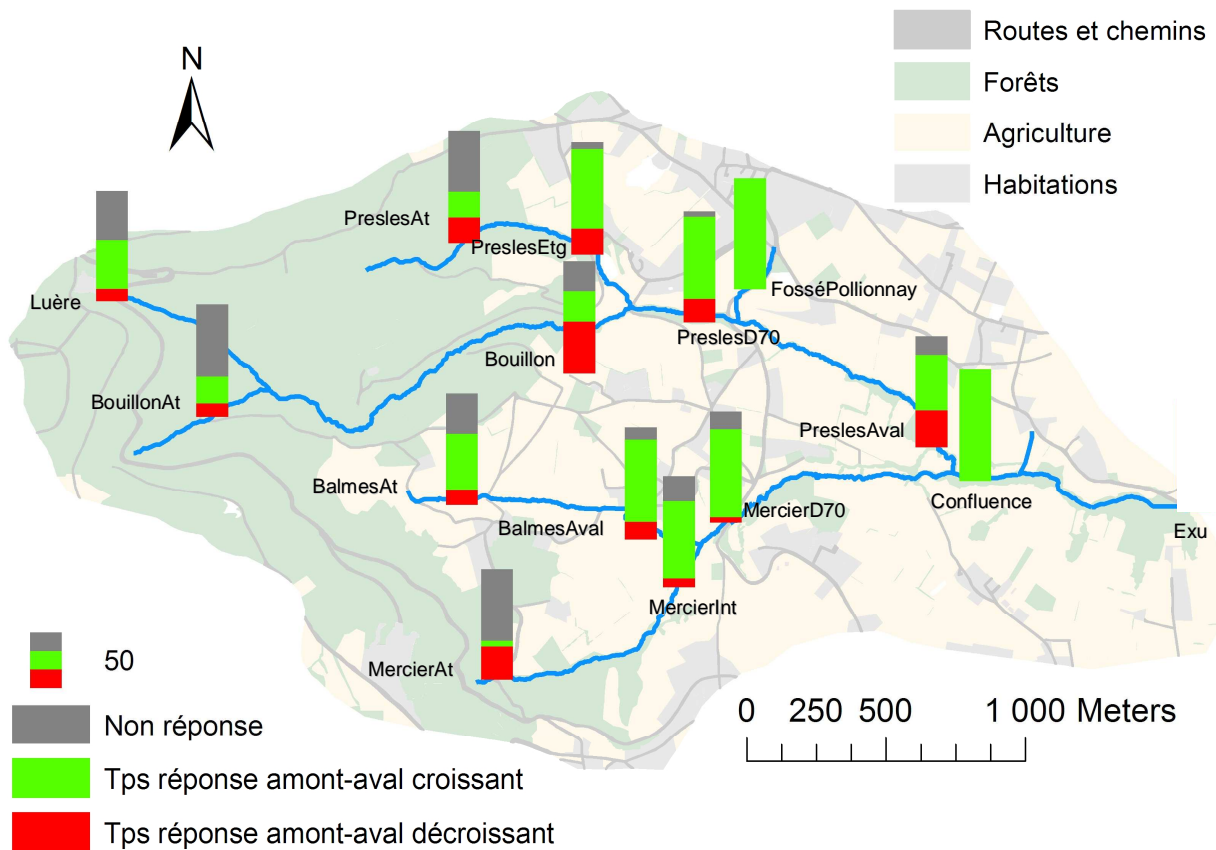 Routes et chemins
N
Forêts
Agriculture
PreslesAt
Habitations
PreslesEtg
Luère
FosséPollionnay
PreslesD70
Bouillon
BouillonAt
PreslesAval
BalmesAt
Confluence
MercierD70
BalmesAval
Exu
MercierInt
MercierAt
50
0 250 500 1 000 Meters
Non réponse
Tps réponse amont-aval croissant
Tps réponse amont-aval décroissant